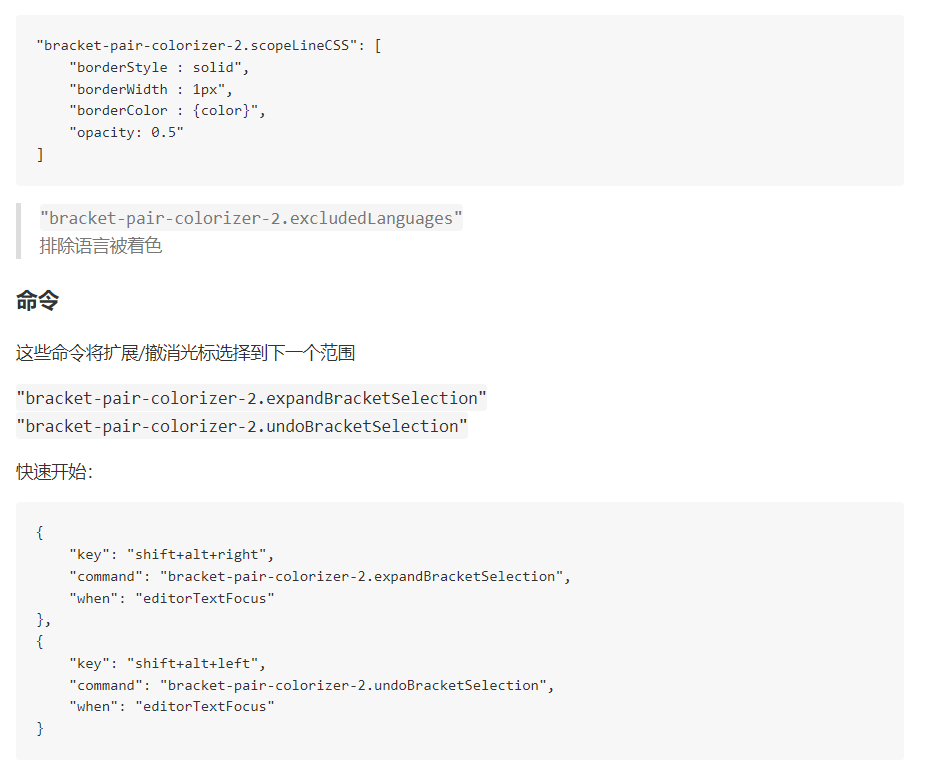 "bracket-pair-colorizer-2.scopeLineCSS": [
    "borderStyle : solid",
    "borderWidth : 1px",
    "borderColor : {color}",
    "opacity: 0.5"
]
"bracket-pair-colorizer-2.excludedLanguages"
排除语言被着色
命令
这些命令将扩展/撤消光标选择到下一个范围
"bracket-pair-colorizer-2.expandBracketSelection"
"bracket-pair-colorizer-2.undoBracketSelection"
快速开始：
{
    "key": "shift+alt+right",
    "command": "bracket-pair-colorizer-2.expandBracketSelection",
    "when": "editorTextFocus"
},
{
    "key": "shift+alt+left",
    "command": "bracket-pair-colorizer-2.undoBracketSelection",
    "when": "editorTextFocus"
}